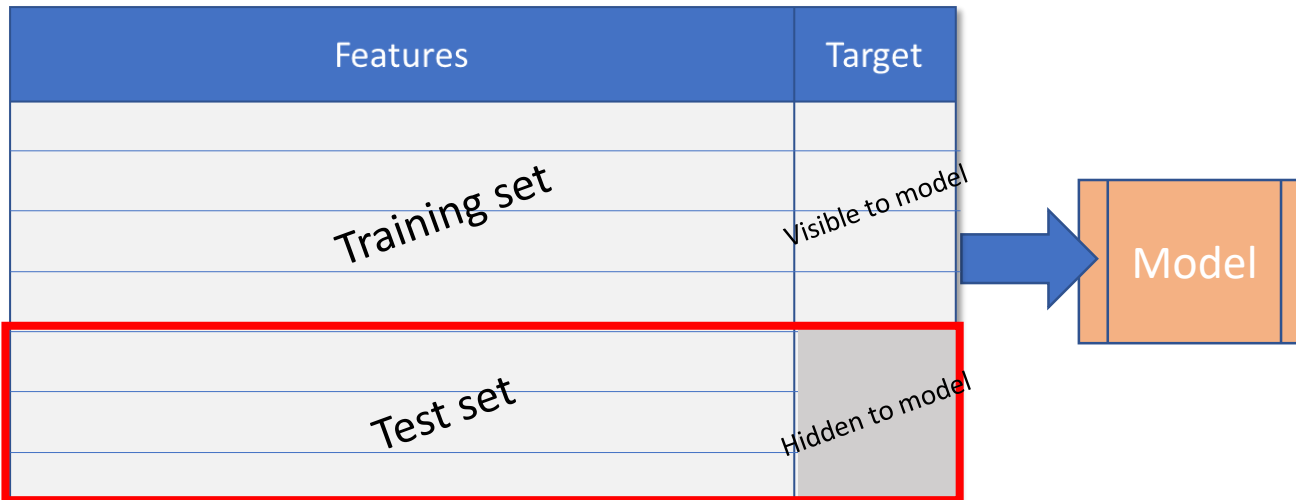 Features
Target
Training set
Visible to model
Model
Test set
Hidden to model